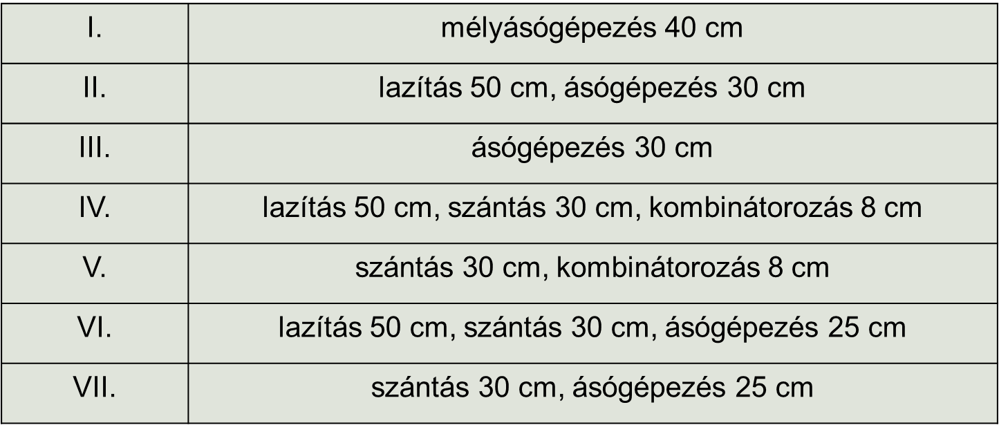 I. mélyásógépezés 40 cm
II. lazítás 50 cm, ásógépezés 30 cm
III. ásógépezés 30 cm
IV. lazítás 50 cm, szántás 30 cm, kombinátorozás 8 cm
V. szántás 30 cm, kombinátorozás 8 cm
VI. lazítás 50 cm, szántás 30 cm, ásógépezés 25 cm
VII. szántás 30 cm, ásógépezés 25 cm